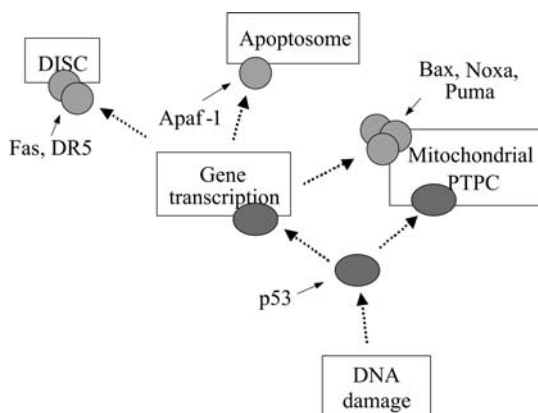 Apoptosome
DISC
Bax, Noxa,
Puma
Apaf-1
Fas, DR5
Mitochondrial
PTPC
Gene
transcription
p53
DNA
damage